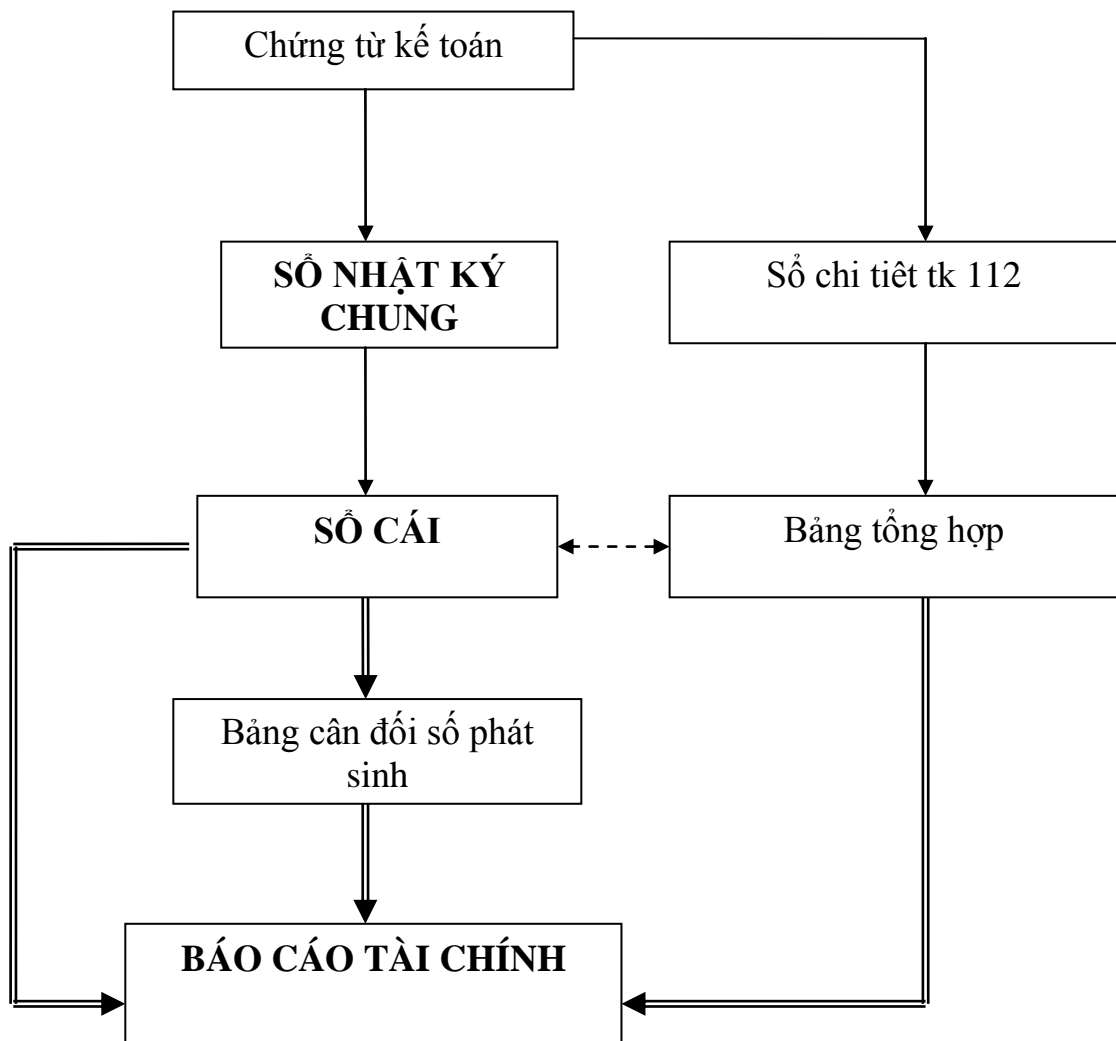 Chứng từ kế toán
SỔ NHẬT KÝ
CHUNG
Sổ chi tiêt tk 112
SỔ CÁI
Bảng tổng hợp
Bảng cân đối số phát
sinh
BÁO CÁO TÀI CHÍNH